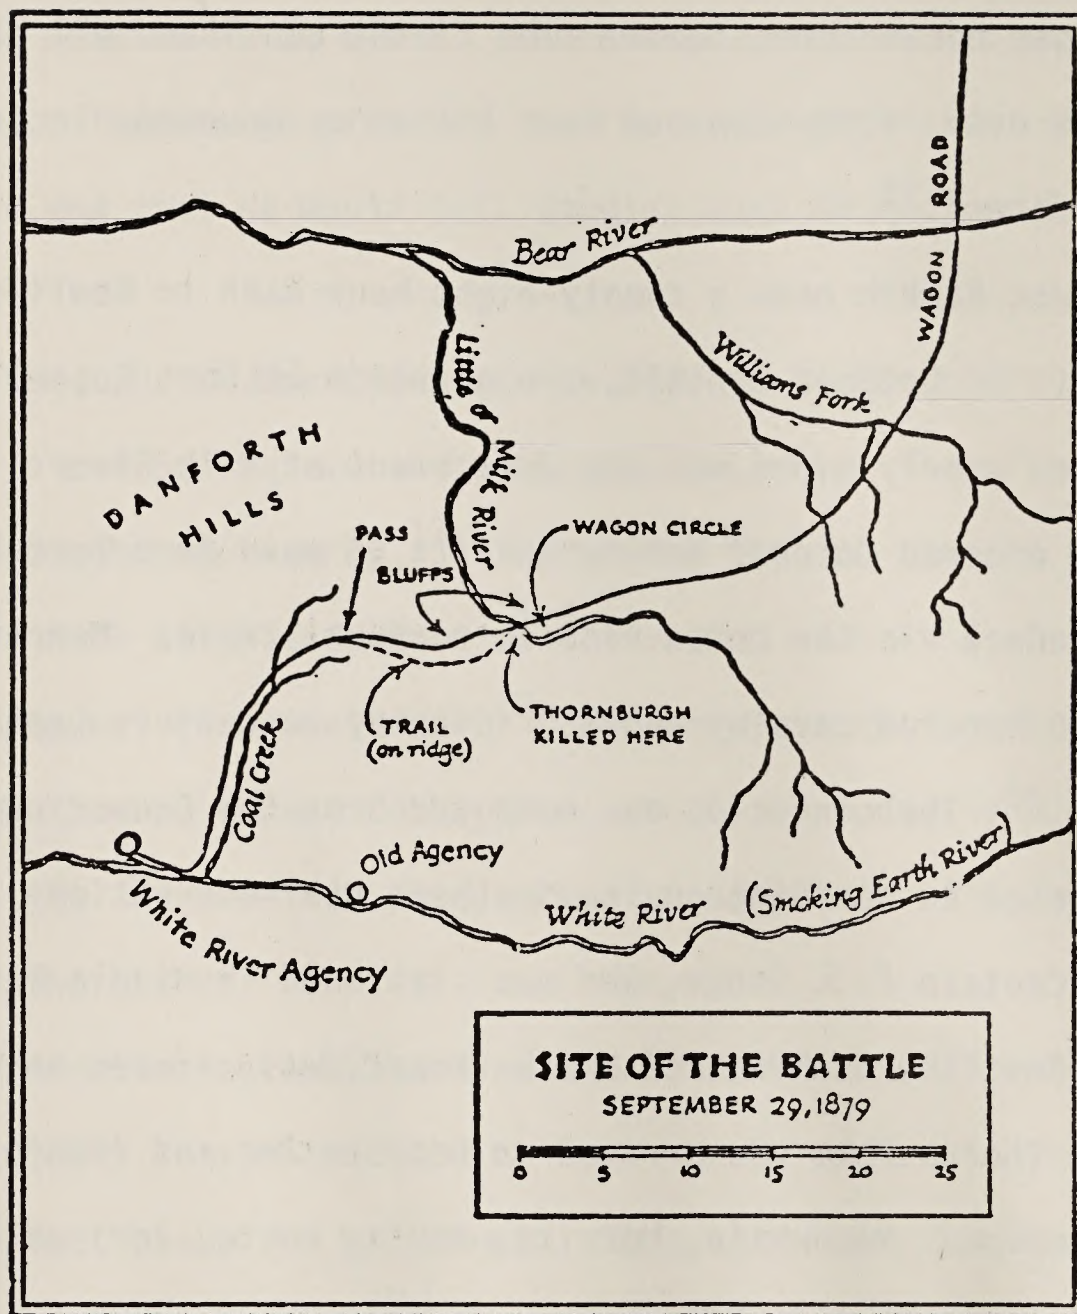 WAGON ROAD
Bear River
Williams Fork
Little or Milk River
DANFORTH
HILLS
PASS
BLUFFS
WAGON CIRCLE
TRAIL
(on ridge)
THORNBURGH
KILLED HERE
Coal Creek
Old Agency
White River Agency
White River (Smoking Earth River)
SITE OF THE BATTLE
SEPTEMBER 29, 1879
0 5 10 15 20 25